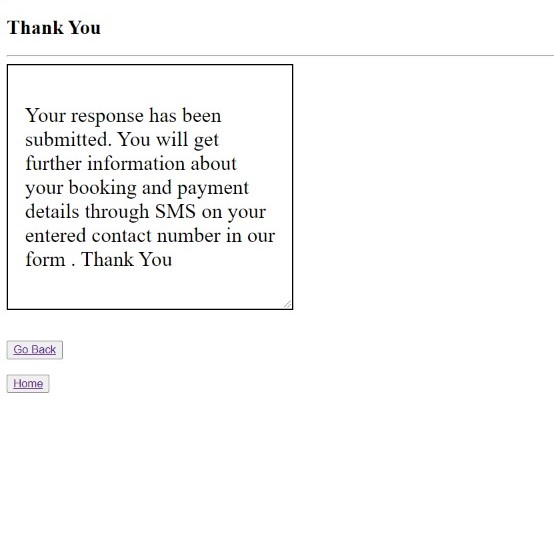 Thank You
Your response has been
submitted. You will get
further information about
your booking and payment
details through SMS on your
entered contact number in our
form . Thank You
Go Back
Home